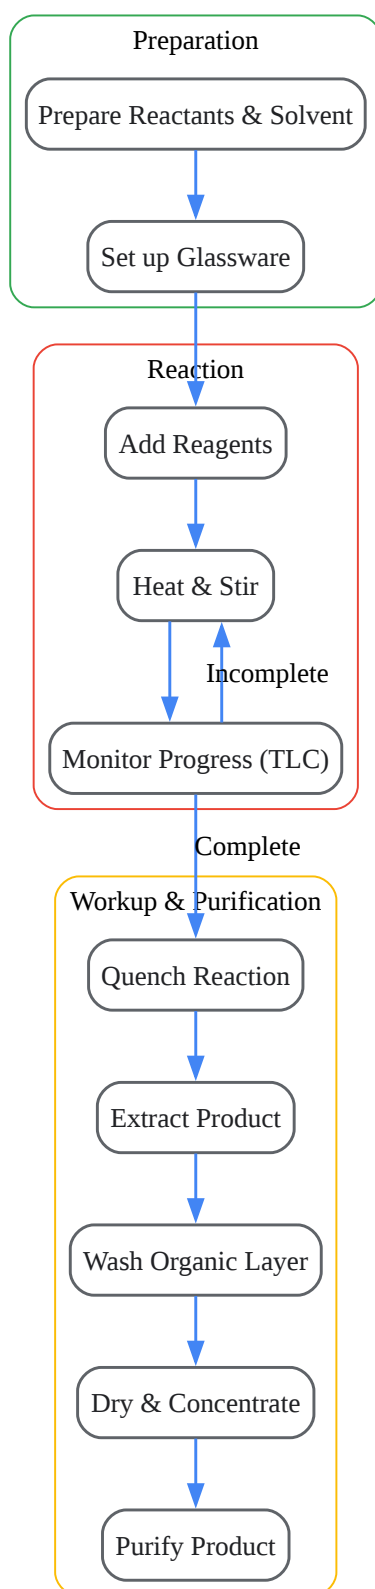 Preparation
Prepare Reactants & Solvent
Set up Glassware
Reaction
Add Reagents
Heat & Stir
Incomplete
Monitor Progress (TLC)
Complete
Workup & Purification
Quench Reaction
Extract Product
Wash Organic Layer
Dry & Concentrate
Purify Product